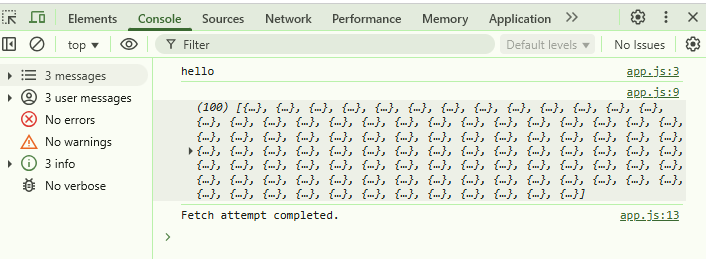 Elements Console Sources Network Performance Memory Application
top Filter Default levels No Issues
3 messages
3 user messages
No errors
No warnings
3 info
No verbose
hello app.js:3
app.js:9
(100) [{…}, {…}, {…}, {…}, {…}, {…}, {…}, {…}, {…}, {…}, {…}, {…}, {…},
{…}, {…}, {…}, {…}, {…}, {…}, {…}, {…}, {…}, {…}, {…}, {…}, {…}, {…}, {…},
{…}, {…}, {…}, {…}, {…}, {…}, {…}, {…}, {…}, {…}, {…}, {…}, {…}, {…}, {…},
{…}, {…}, {…}, {…}, {…}, {…}, {…}, {…}, {…}, {…}, {…}, {…}, {…}, {…}, {…},
{…}, {…}, {…}, {…}, {…}, {…}, {…}, {…}, {…}, {…}, {…}, {…}, {…}, {…}, {…},
{…}, {…}, {…}, {…}, {…}, {…}, {…}, {…}, {…}, {…}, {…}, {…}, {…}, {…}, {…},
{…}, {…}, {…}, {…}, {…}, {…}, {…}, {…}, {…}, {…}, {…}, {…}]
Fetch attempt completed. app.js:13